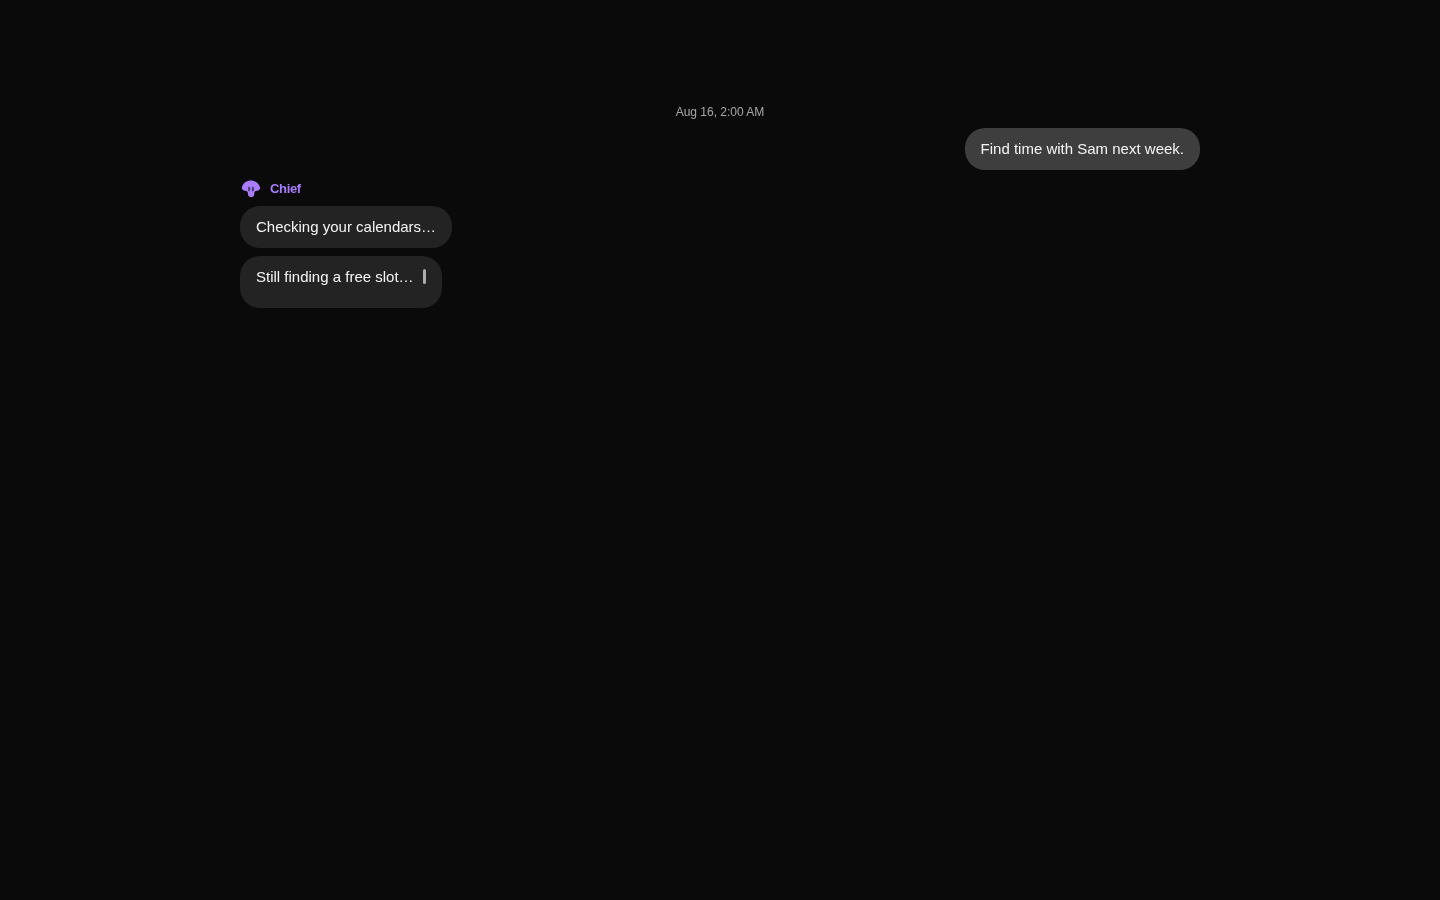 Aug 16, 2:00 AM
Find time with Sam next week.
Chief
Checking your calendars…
Still finding a free slot…